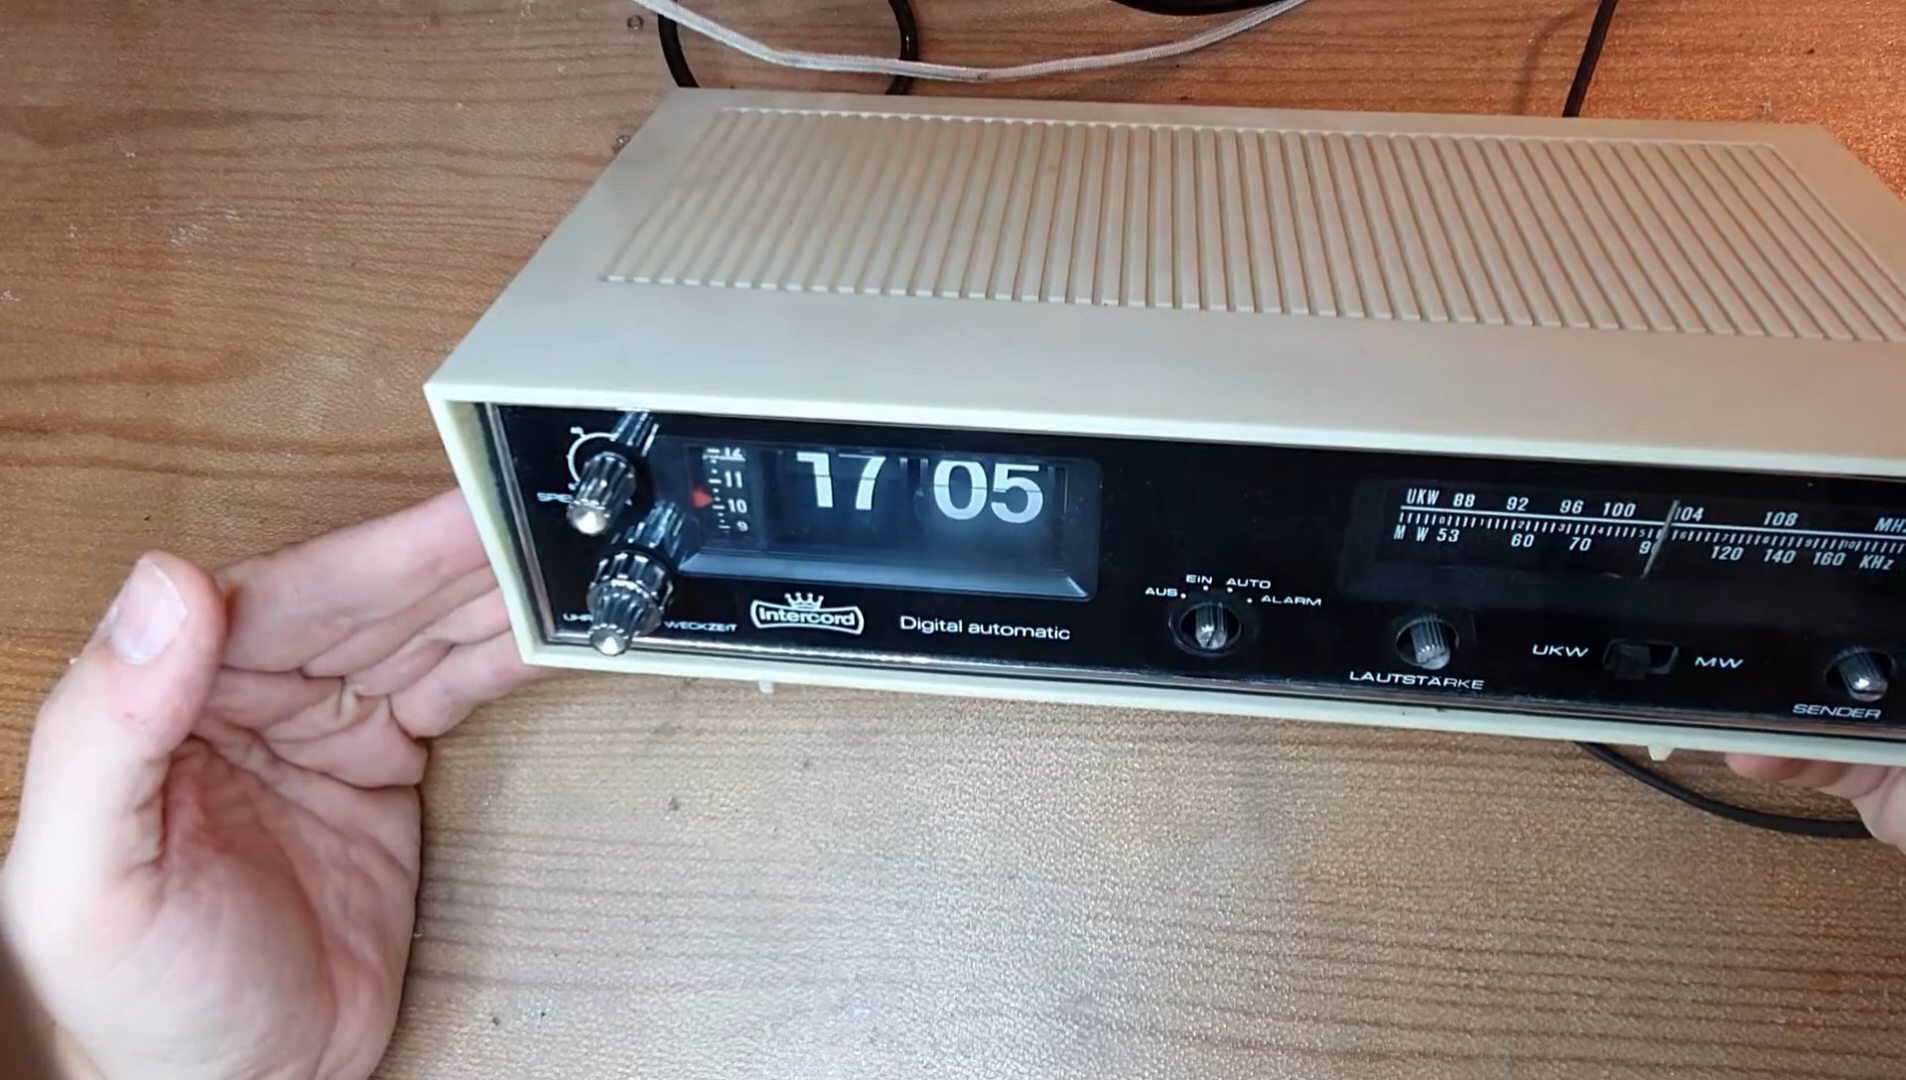 12
11
10
9
17 05
UKW 88 92 96 100 104 108
MW 53 60 70 120 140 160 KHz
AUS EIN AUTO ALARM
WECKZEIT
Intercord
Digital automatic
LAUTSTÄRKE
UKW MW
SENDER